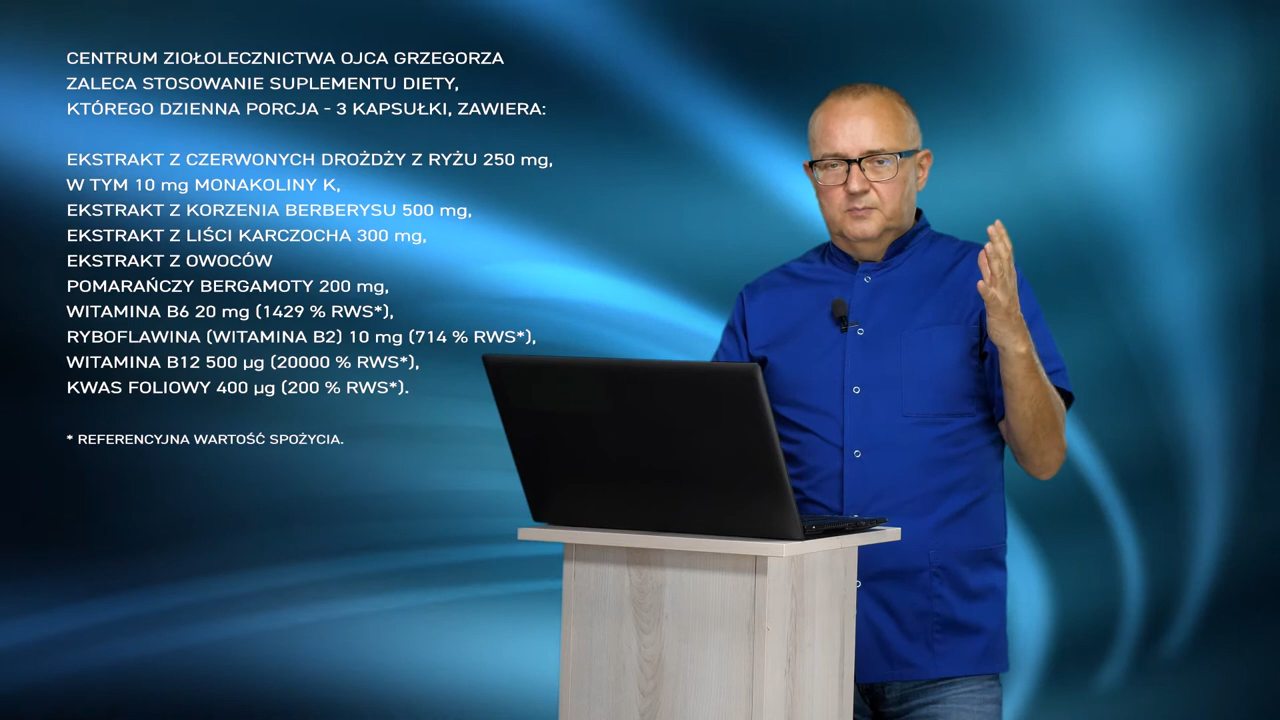 CENTRUM ZIOŁOLECZNICTWA OJCA GRZEGORZA
ZALECA STOSOWANIE SUPLEMENTU DIETY,
KTÓREGO DZIENNA PORCJA - 3 KAPSUŁKI, ZAWIERA:
EKSTRAKT Z CZERWONYCH DROŻDŻY Z RYŻU 250 mg,
W TYM 10 mg MONAKOLINY K,
EKSTRAKT Z KORZENIA BERBERYSU 500 mg,
EKSTRAKT Z LIŚCI KARCZOCHA 300 mg,
EKSTRAKT Z OWOCÓW
POMARAŃCZY BERGAMOTY 200 mg,
WITAMINA B6 20 mg (1429 % RWS*),
RYBOFLAWINA (WITAMINA B2) 10 mg (714 % RWS*),
WITAMINA B12 500 µg (20000 % RWS*),
KWAS FOLIOWY 400 µg (200 % RWS*).
* REFERENCYJNA WARTOŚĆ SPOŻYCIA.